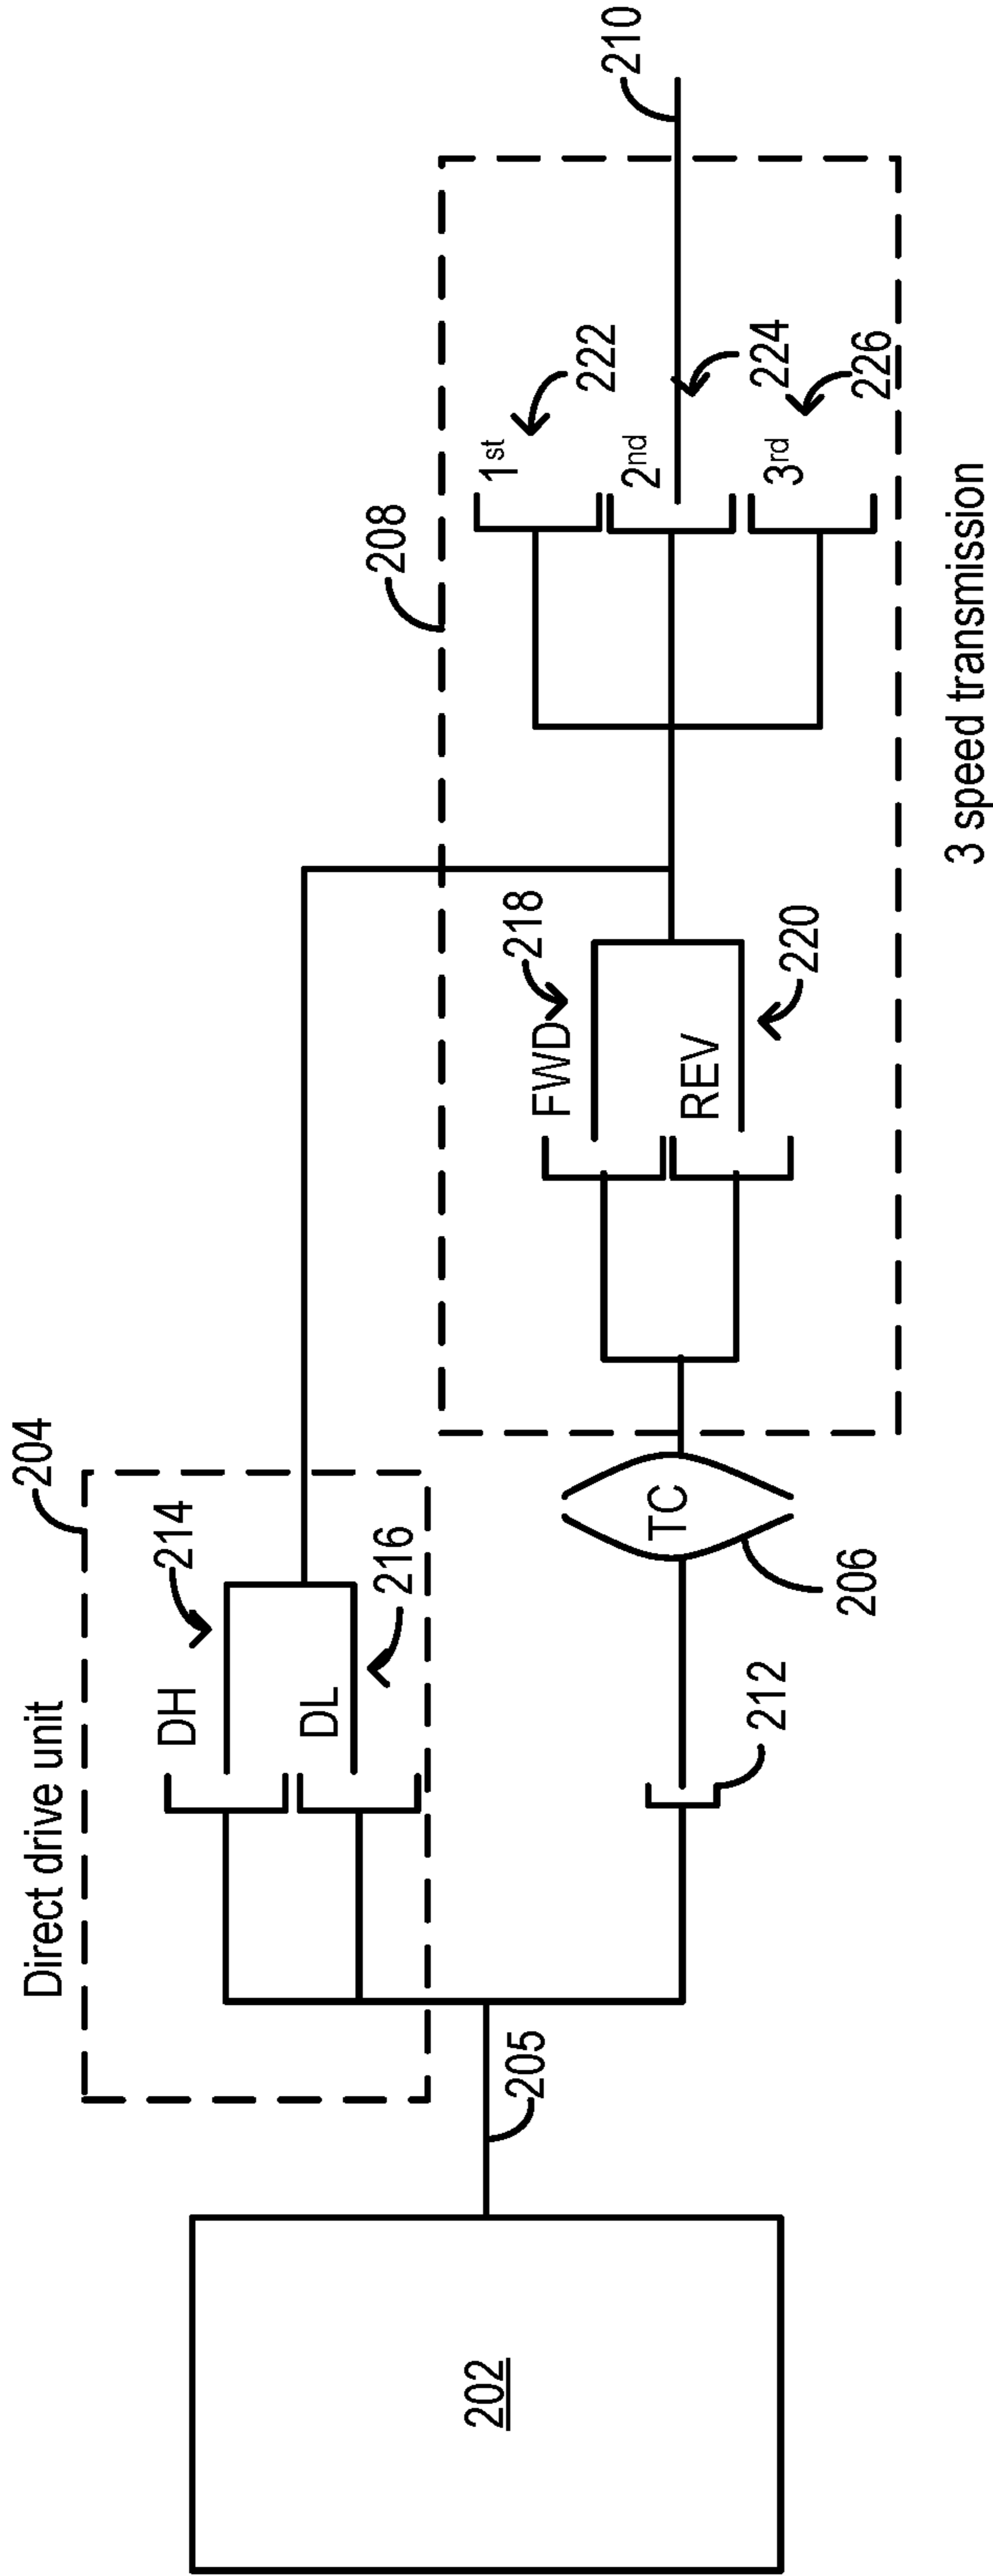 Direct drive unit
204
DH
214
DL
216
202
205
212
TC
206
208
FWD
218
REV
220
1st
222
2nd
224
3rd
226
210
3 speed transmission